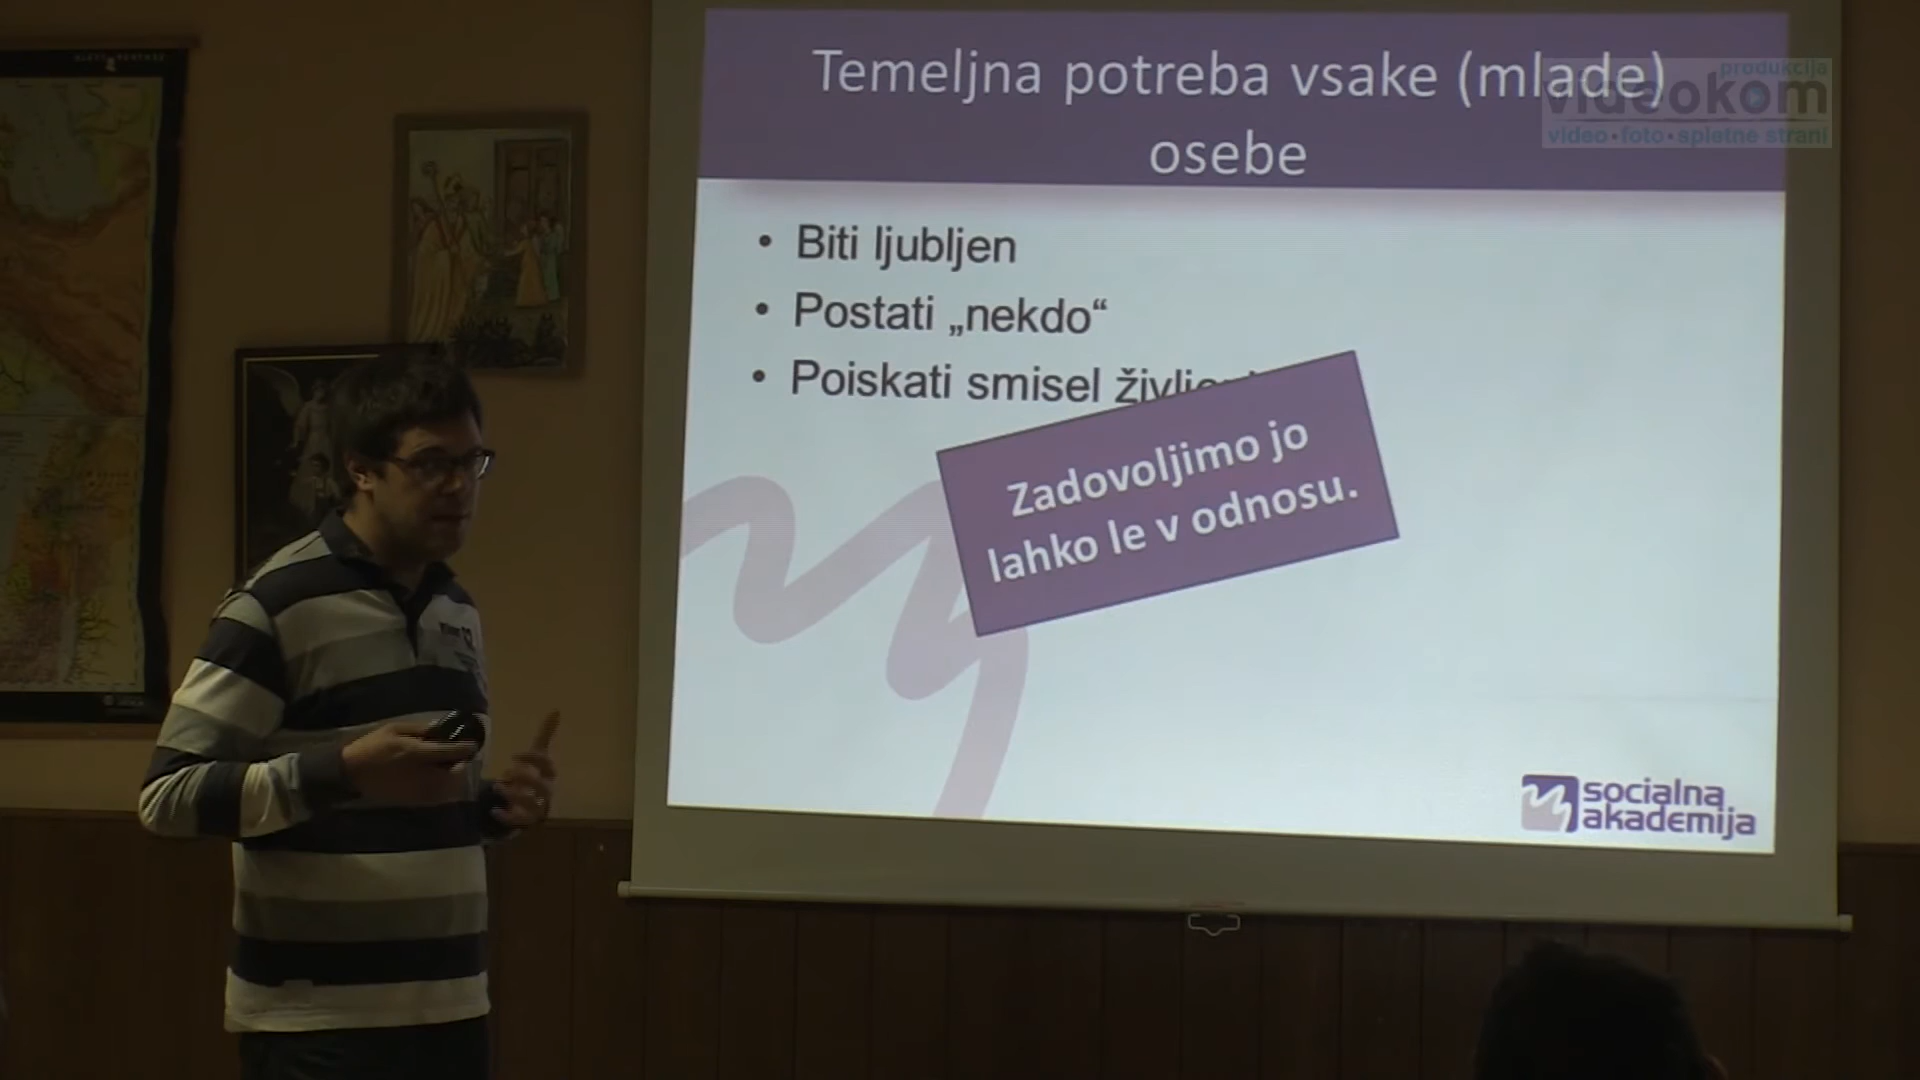 Temeljna potreba vsake (mlade)
osebe
produkcija
videokom
video•foto•spletne strani
• Biti ljubljen
• Postati „nekdo“
• Poiskati smisel
Zadovoljimo jo
lahko le v odnosu.
socialna
akademija